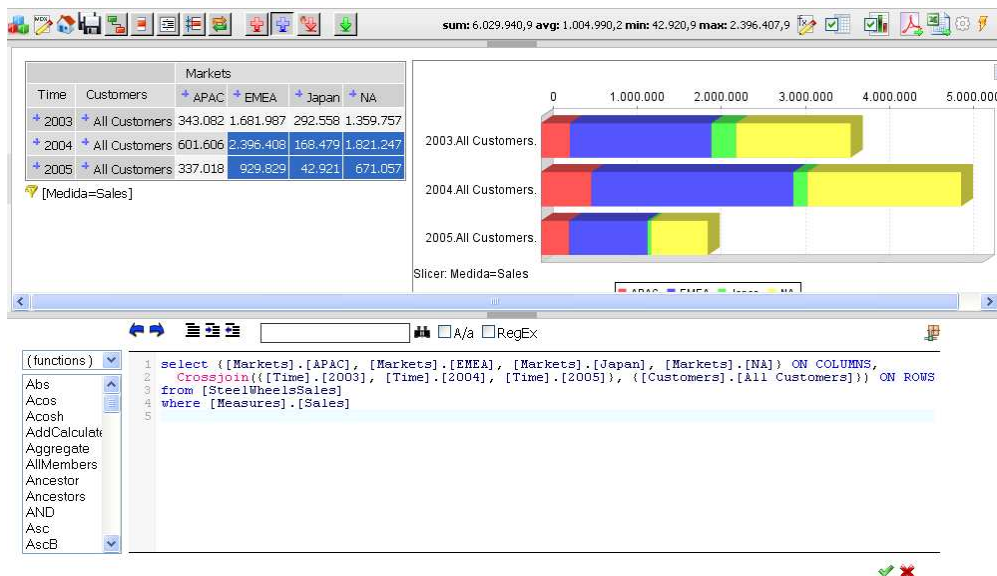 MDX
sum: 6.029.940,9 avg: 1.004.990,2 min: 42.920,9 max: 2.396.407,9
Markets
Time Customers APAC EMEA Japan NA
2003 All Customers 343.082 1.681.987 292.558 1.359.757
2004 All Customers 601.606 2.396.408 168.479 1.821.247
2005 All Customers 337.018 929.829 42.921 671.057
[Medida=Sales]
0 1.000.000 2.000.000 3.000.000 4.000.000 5.000.000
2003.All Customers.
2004.All Customers.
2005.All Customers.
Slicer: Medida=Sales
APAC EMEA Japan NA
A/a RegEx
(functions)
Abs
Acos
Acosh
AddCalculate
Aggregate
AllMembers
Ancestor
Ancestors
AND
Asc
AscB
1 select {[Markets].[APAC], [Markets].[EMEA], [Markets].[Japan], [Markets].[NA]} ON COLUMNS,
2 Crossjoin({[Time].[2003], [Time].[2004], [Time].[2005]}, {[Customers].[All Customers]}) ON ROWS
3 from [SteelWheelsSales]
4 where [Measures].[Sales]
5